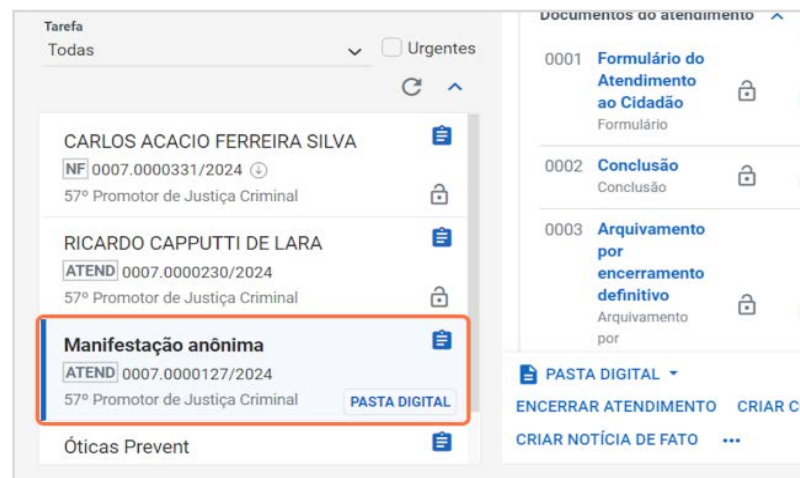 Tarefa
Todas
Urgentes
CARLOS ACACIO FERREIRA SILVA
NF 0007.0000331/2024
57º Promotor de Justiça Criminal
RICARDO CAPPUTTI DE LARA
ATEND 0007.0000230/2024
57º Promotor de Justiça Criminal
Manifestação anônima
ATEND 0007.0000127/2024
57º Promotor de Justiça Criminal PASTA DIGITAL
Óticas Prevent
Documentos do atendimento
0001 Formulário do
Atendimento
ao Cidadão
Formulário
0002 Conclusão
Conclusão
0003 Arquivamento
por
encerramento
definitivo
Arquivamento
por
PASTA DIGITAL
ENCERRAR ATENDIMENTO CRIAR
CRIAR NOTÍCIA DE FATO ...